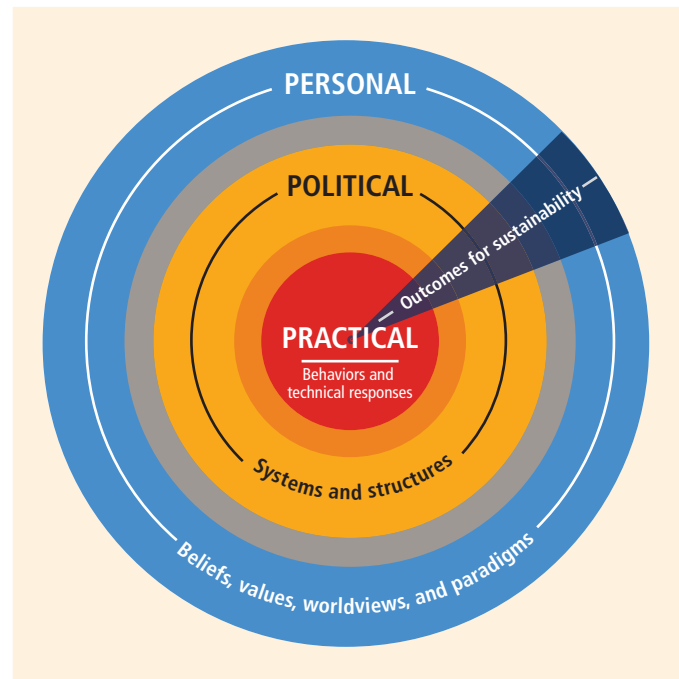 PERSONAL
POLITICAL
Outcomes for sustainability
PRACTICAL
Behaviors and
technical responses
Systems and structures
Beliefs, values, worldviews, and paradigms